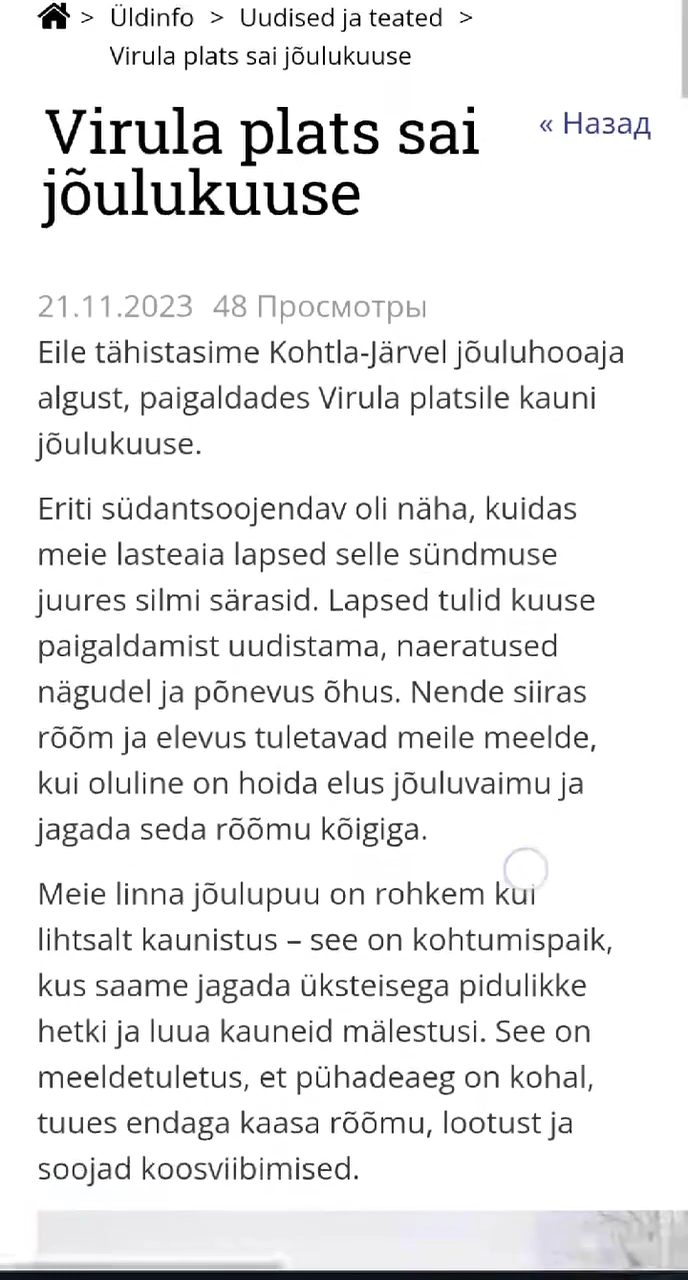 > Üldinfo > Uudised ja teated >
Virula plats sai jõulukuuse
Virula plats sai
jõulukuuse
« Назад
21.11.2023 48 Просмотры
Eile tähistasime Kohtla-Järvel jõuluhooaja
algust, paigaldades Virula platsile kauni
jõulukuuse.
Eriti südantsoojendav oli näha, kuidas
meie lasteaia lapsed selle sündmuse
juures silmi särasid. Lapsed tulid kuuse
paigaldamist uudistama, naeratused
nägudel ja põnevus õhus. Nende siiras
rõõm ja elevus tuletavad meile meelde,
kui oluline on hoida elus jõuluvaimu ja
jagada seda rõõmu kõigiga.
Meie linna jõulupuu on rohkem kui
lihtsalt kaunistus – see on kohtumispaik,
kus saame jagada üksteisega pidulikke
hetki ja luua kauneid mälestusi. See on
meeldetuletus, et pühadeaeg on kohal,
tuues endaga kaasa rõõmu, lootust ja
soojad koosviibimised.